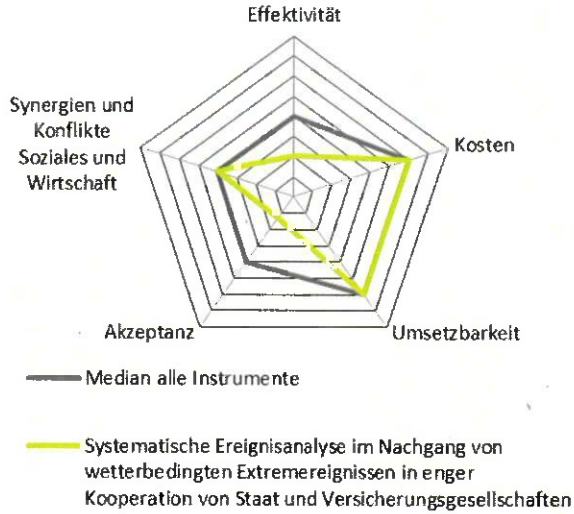 Effektivität
Synergien und
Konflikte
Soziales und
Wirtschaft
Kosten
Akzeptanz
Umsetzbarkeit
Median alle Instrumente
Systematische Ereignisanalyse im Nachgang von
wetterbedingten Extremereignissen in enger
Kooperation von Staat und Versicherungsgesellschaften